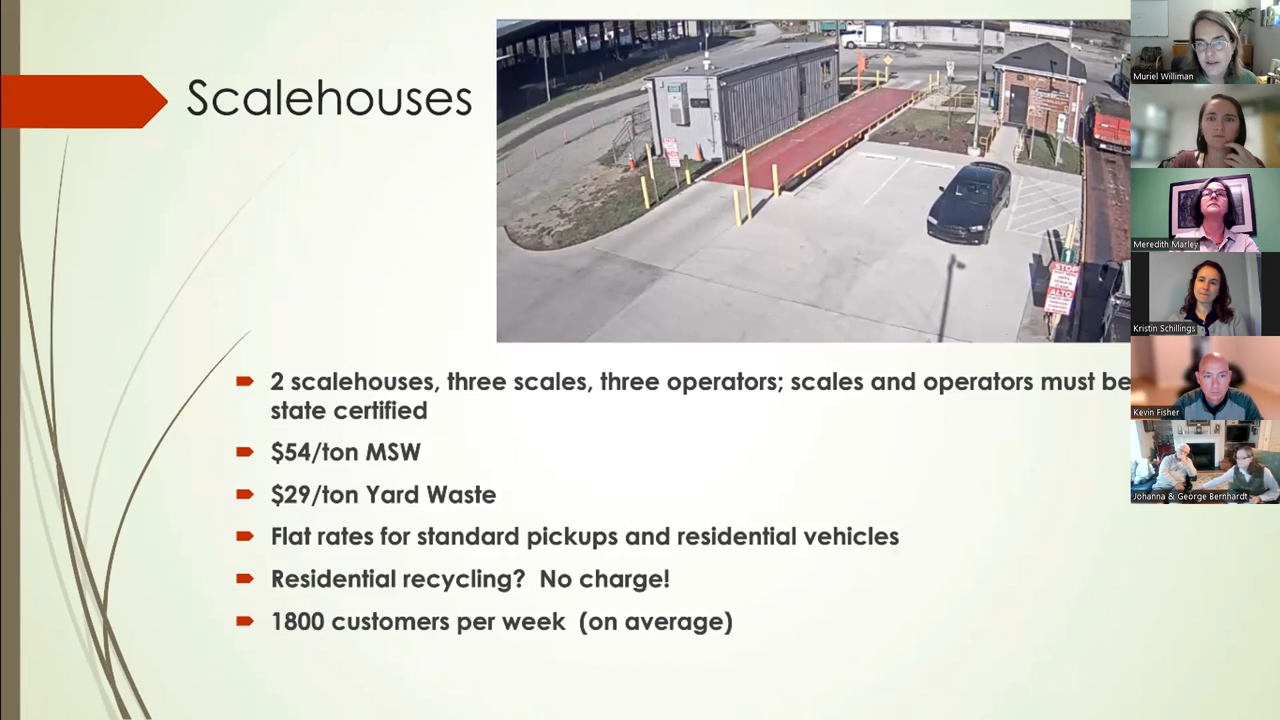 Scalehouses
STOP
ALTO
2 scalehouses, three scales, three operators; scales and operators must be
state certified
$54/ton MSW
$29/ton Yard Waste
Flat rates for standard pickups and residential vehicles
Residential recycling?  No charge!
1800 customers per week  (on average)
Muriel Williman
Meredith Marley
Kristin Schillings
Kevin Fisher
Johanna & George Bernhardt